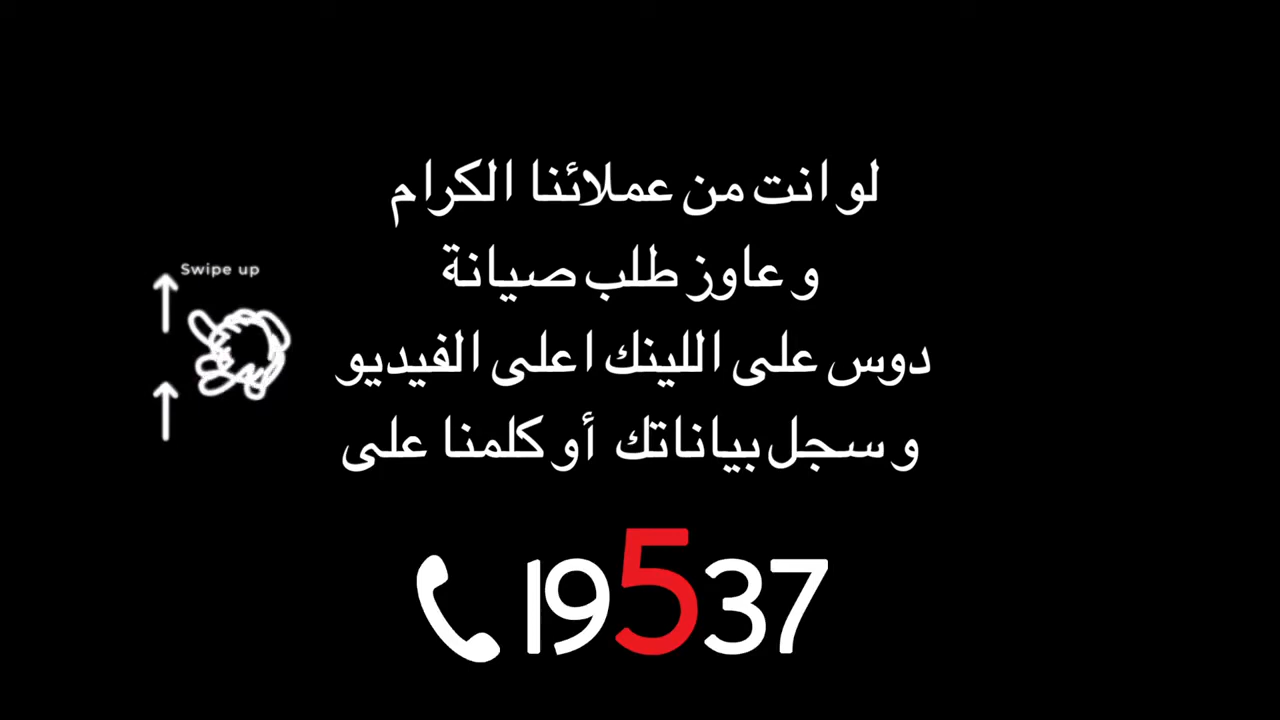 لو انت من عملائنا الكرام
و عاوز طلب صيانة
Swipe up
دوس على اللينك اعلى الفيديو
و سجل بياناتك أو كلمنا على
19537